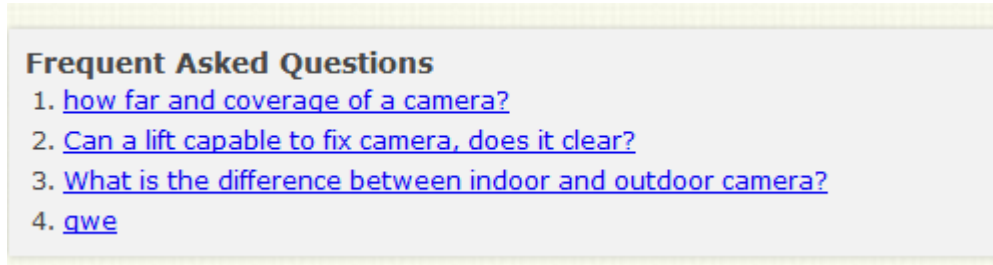 Frequent Asked Questions
1. how far and coverage of a camera?
2. Can a lift capable to fix camera, does it clear?
3. What is the difference between indoor and outdoor camera?
4. qwe